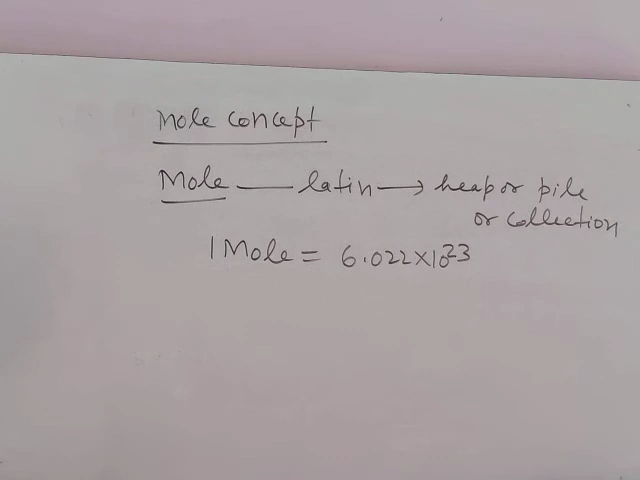 Mole concept
Mole — latin → heap or pile
or collection
1 Mole = 6.022×10²³